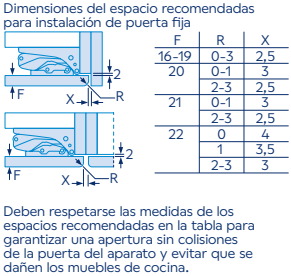 Dimensiones del espacio recomendadas
para instalación de puerta fija
F R X
16-19 0-3 2,5
20 0-1 3
2-3 2,5
21 0-1 3
2-3 2,5
22 0 4
1 3,5
2-3 3
2
F
X
R
2
F
X
R
Deben respetarse las medidas de los
espacios recomendadas en la tabla para
garantizar una apertura sin colisiones
de la puerta del aparato y evitar que se
dañen los muebles de cocina.